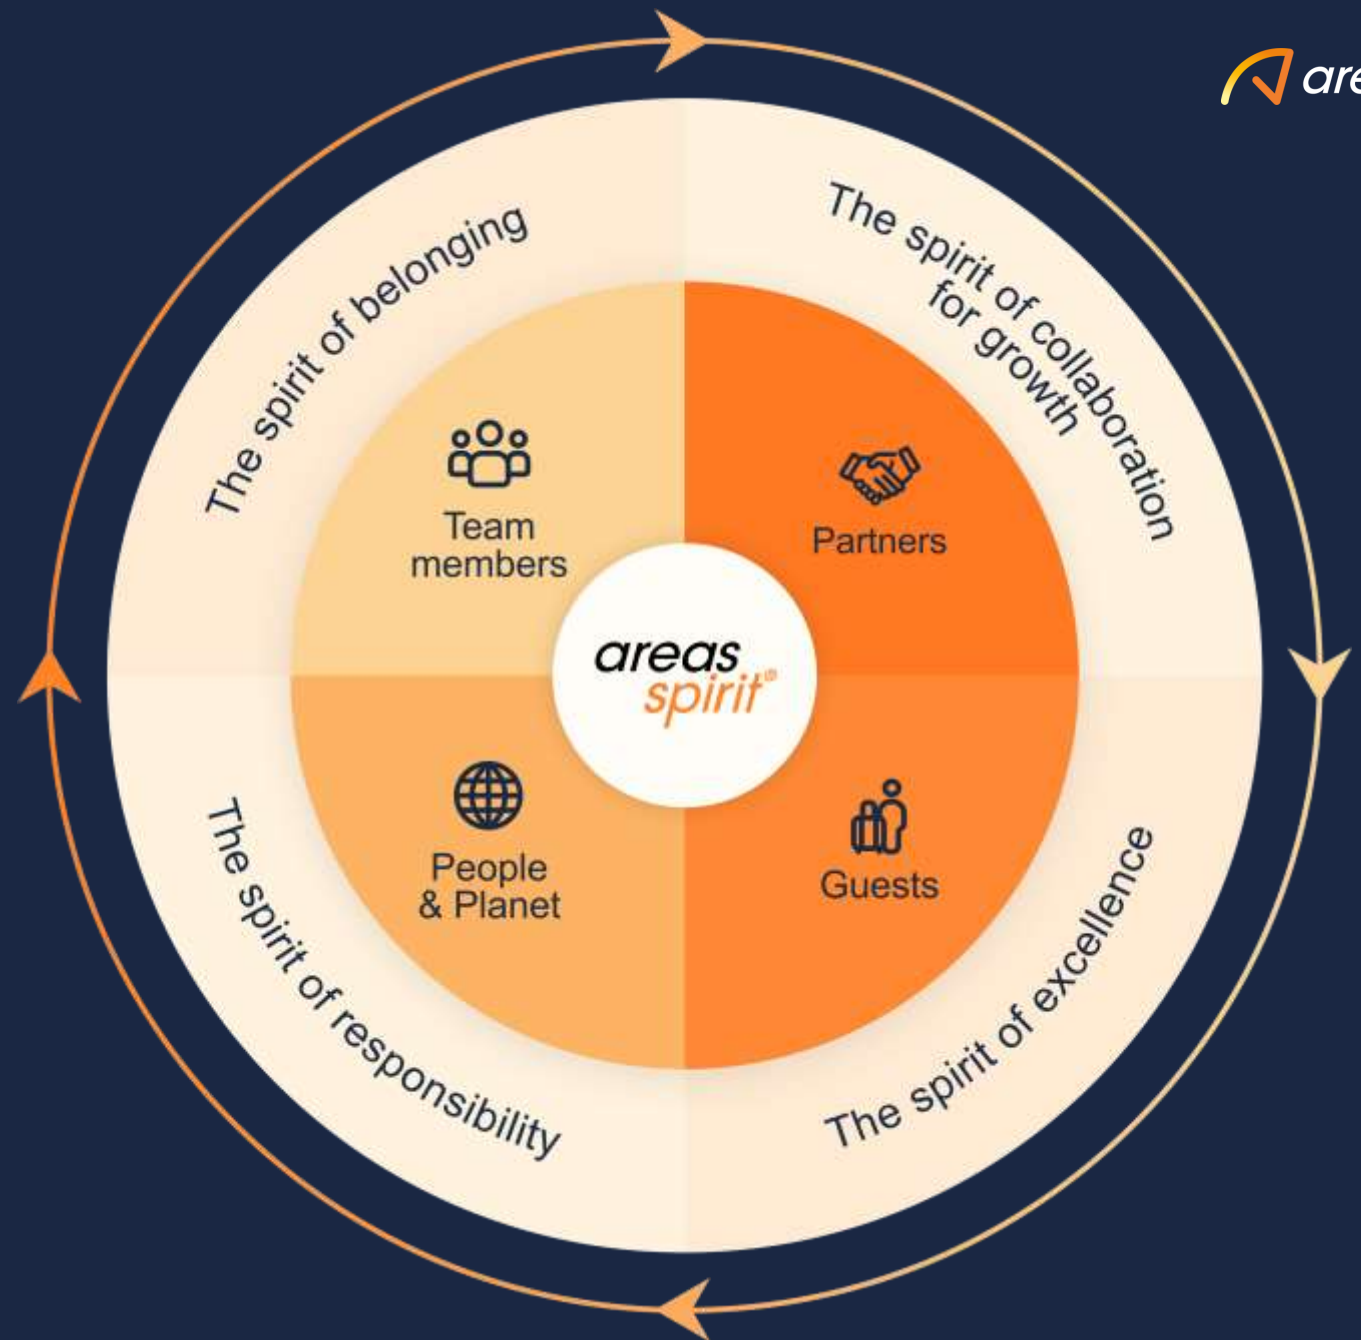 The spirit of belonging
The spirit of collaboration
for growth
Team
members
Partners
areas
spirit®
People
& Planet
Guests
The spirit of responsibility
The spirit of excellence